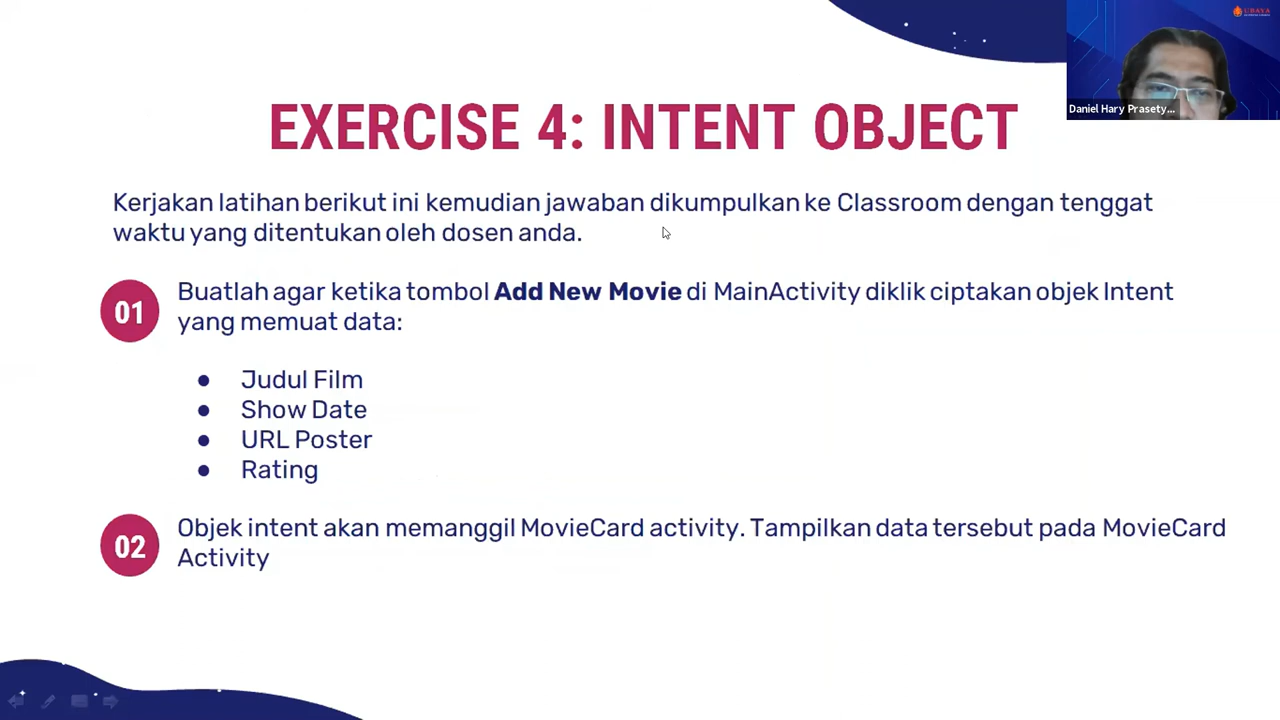 UBAYA
Daniel Hary Prasety...
EXERCISE 4: INTENT OBJECT
Kerjakan latihan berikut ini kemudian jawaban dikumpulkan ke Classroom dengan tenggat
waktu yang ditentukan oleh dosen anda.
01
Buatlah agar ketika tombol Add New Movie di MainActivity diklik ciptakan objek Intent
yang memuat data:
● Judul Film
● Show Date
● URL Poster
● Rating
02
Objek intent akan memanggil MovieCard activity. Tampilkan data tersebut pada MovieCard
Activity